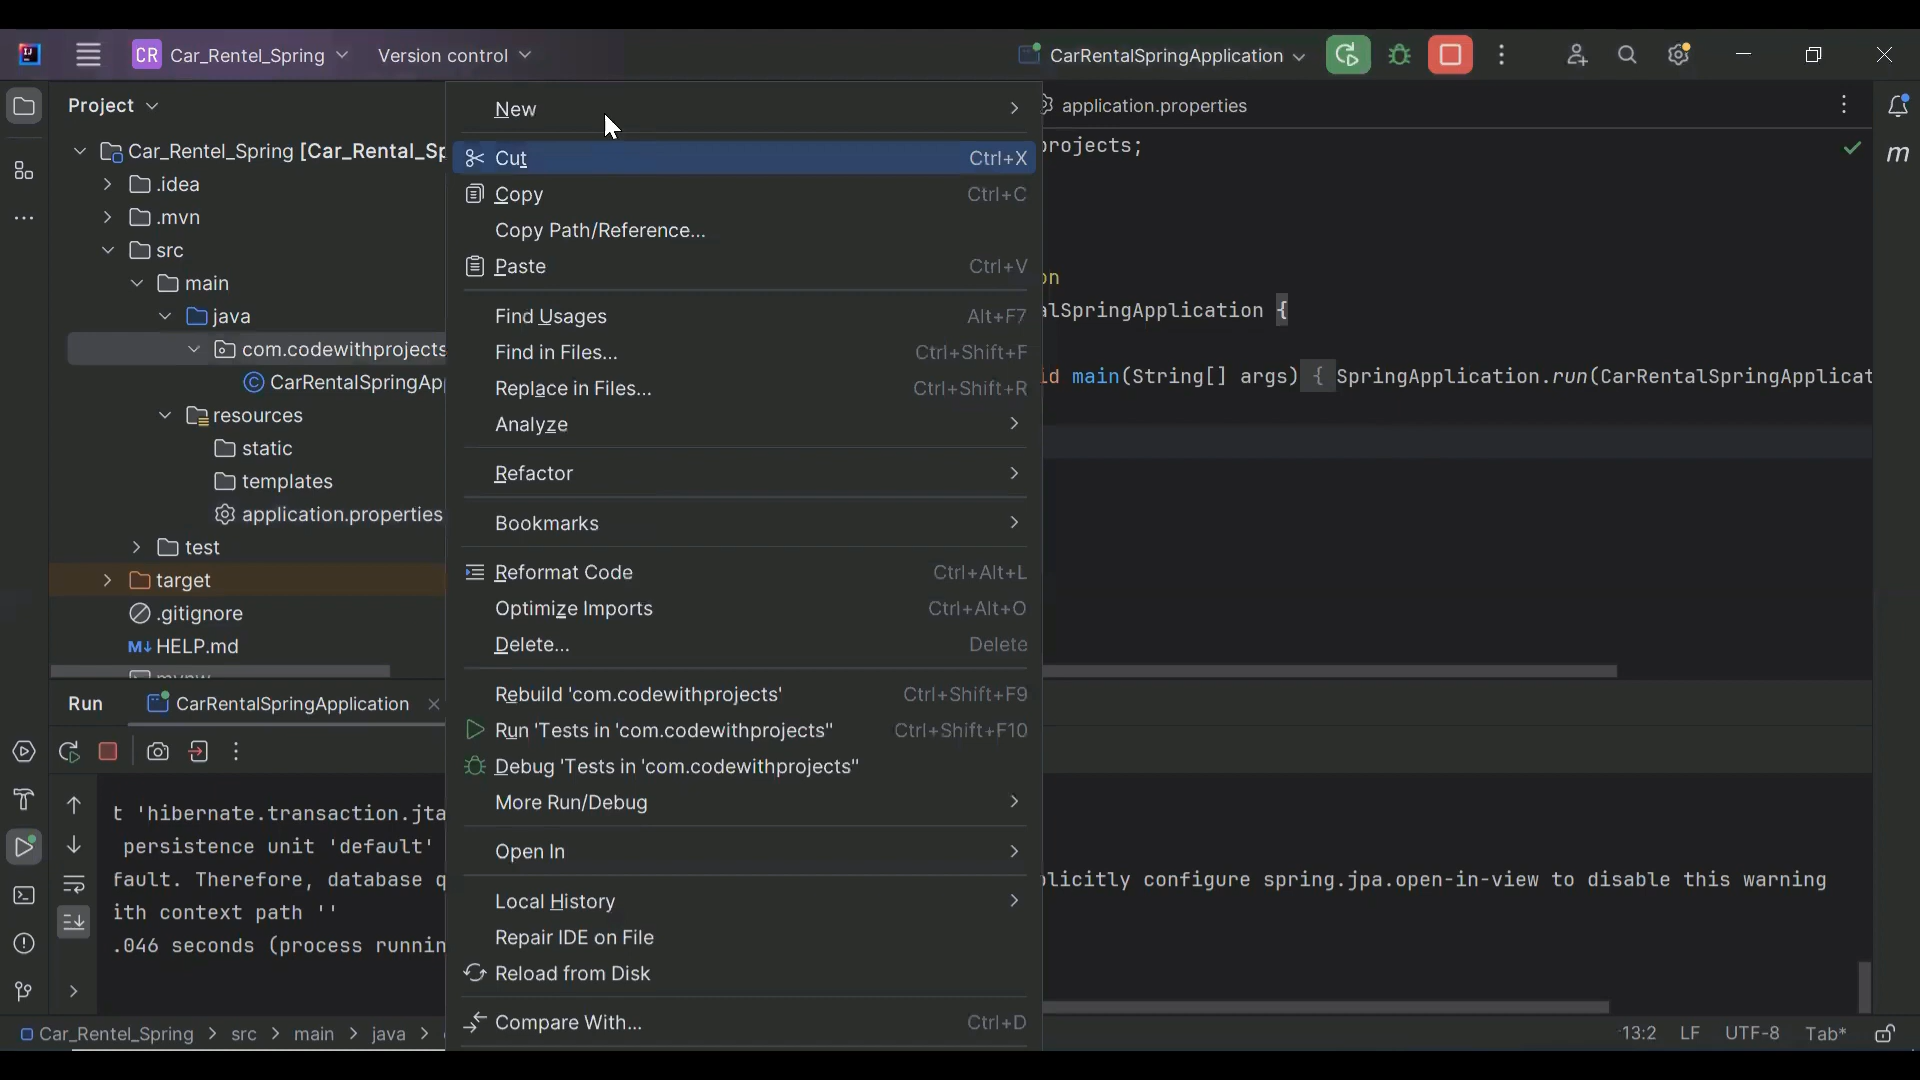 CR Car_Rentel_Spring
Version control
CarRentalSpringApplication
Project
Car_Rentel_Spring [Car_Rental_Sp
.idea
.mvn
src
main
java
com.codewithprojects
CarRentalSpringAp
resources
static
templates
application.properties
test
target
.gitignore
HELP.md
New
Cut Ctrl+X
Copy Ctrl+C
Copy Path/Reference...
Paste Ctrl+V
Find Usages Alt+F7
Find in Files... Ctrl+Shift+F
Replace in Files... Ctrl+Shift+R
Analyze
Refactor
Bookmarks
Reformat Code Ctrl+Alt+L
Optimize Imports Ctrl+Alt+O
Delete... Delete
Rebuild 'com.codewithprojects' Ctrl+Shift+F9
Run 'Tests in 'com.codewithprojects'' Ctrl+Shift+F10
Debug 'Tests in 'com.codewithprojects''
More Run/Debug
Open In
Local History
Repair IDE on File
Reload from Disk
Compare With... Ctrl+D
application.properties
rojects;
on
alSpringApplication {
id main(String[] args) { SpringApplication.run(CarRentalSpringApplicat
Run CarRentalSpringApplication
t 'hibernate.transaction.jta
persistence unit 'default'
fault. Therefore, database q
plicitly configure spring.jpa.open-in-view to disable this warning
ith context path ''
.046 seconds (process runnin
Car_Rentel_Spring > src > main > java >
13:2 LF UTF-8 Tab*